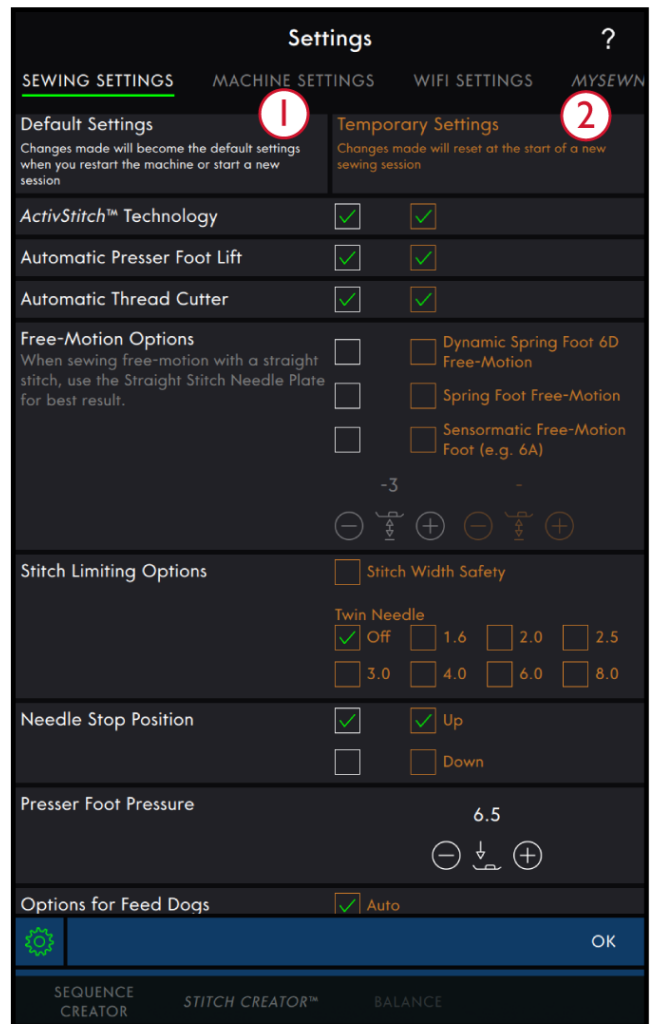 Settings ?
SEWING SETTINGS MACHINE SETTINGS WIFI SETTINGS MYSEWN
1 2
Default Settings
Changes made will become the default settings
when you restart the machine or start a new
session
Temporary Settings
Changes made will reset at the start of a new
sewing session
ActivStitch™ Technology
Automatic Presser Foot Lift
Automatic Thread Cutter
Free-Motion Options
When sewing free-motion with a straight
stitch, use the Straight Stitch Needle Plate
for best result.
Dynamic Spring Foot 6D
Free-Motion
Spring Foot Free-Motion
Sensormatic Free-Motion
Foot (e.g. 6A)
-3 -
Stitch Limiting Options
Stitch Width Safety
Twin Needle
Off 1.6 2.0 2.5
3.0 4.0 6.0 8.0
Needle Stop Position
Up
Down
Presser Foot Pressure
6.5
Options for Feed Dogs
Auto
OK
SEQUENCE
CREATOR
STITCH CREATOR™
BALANCE